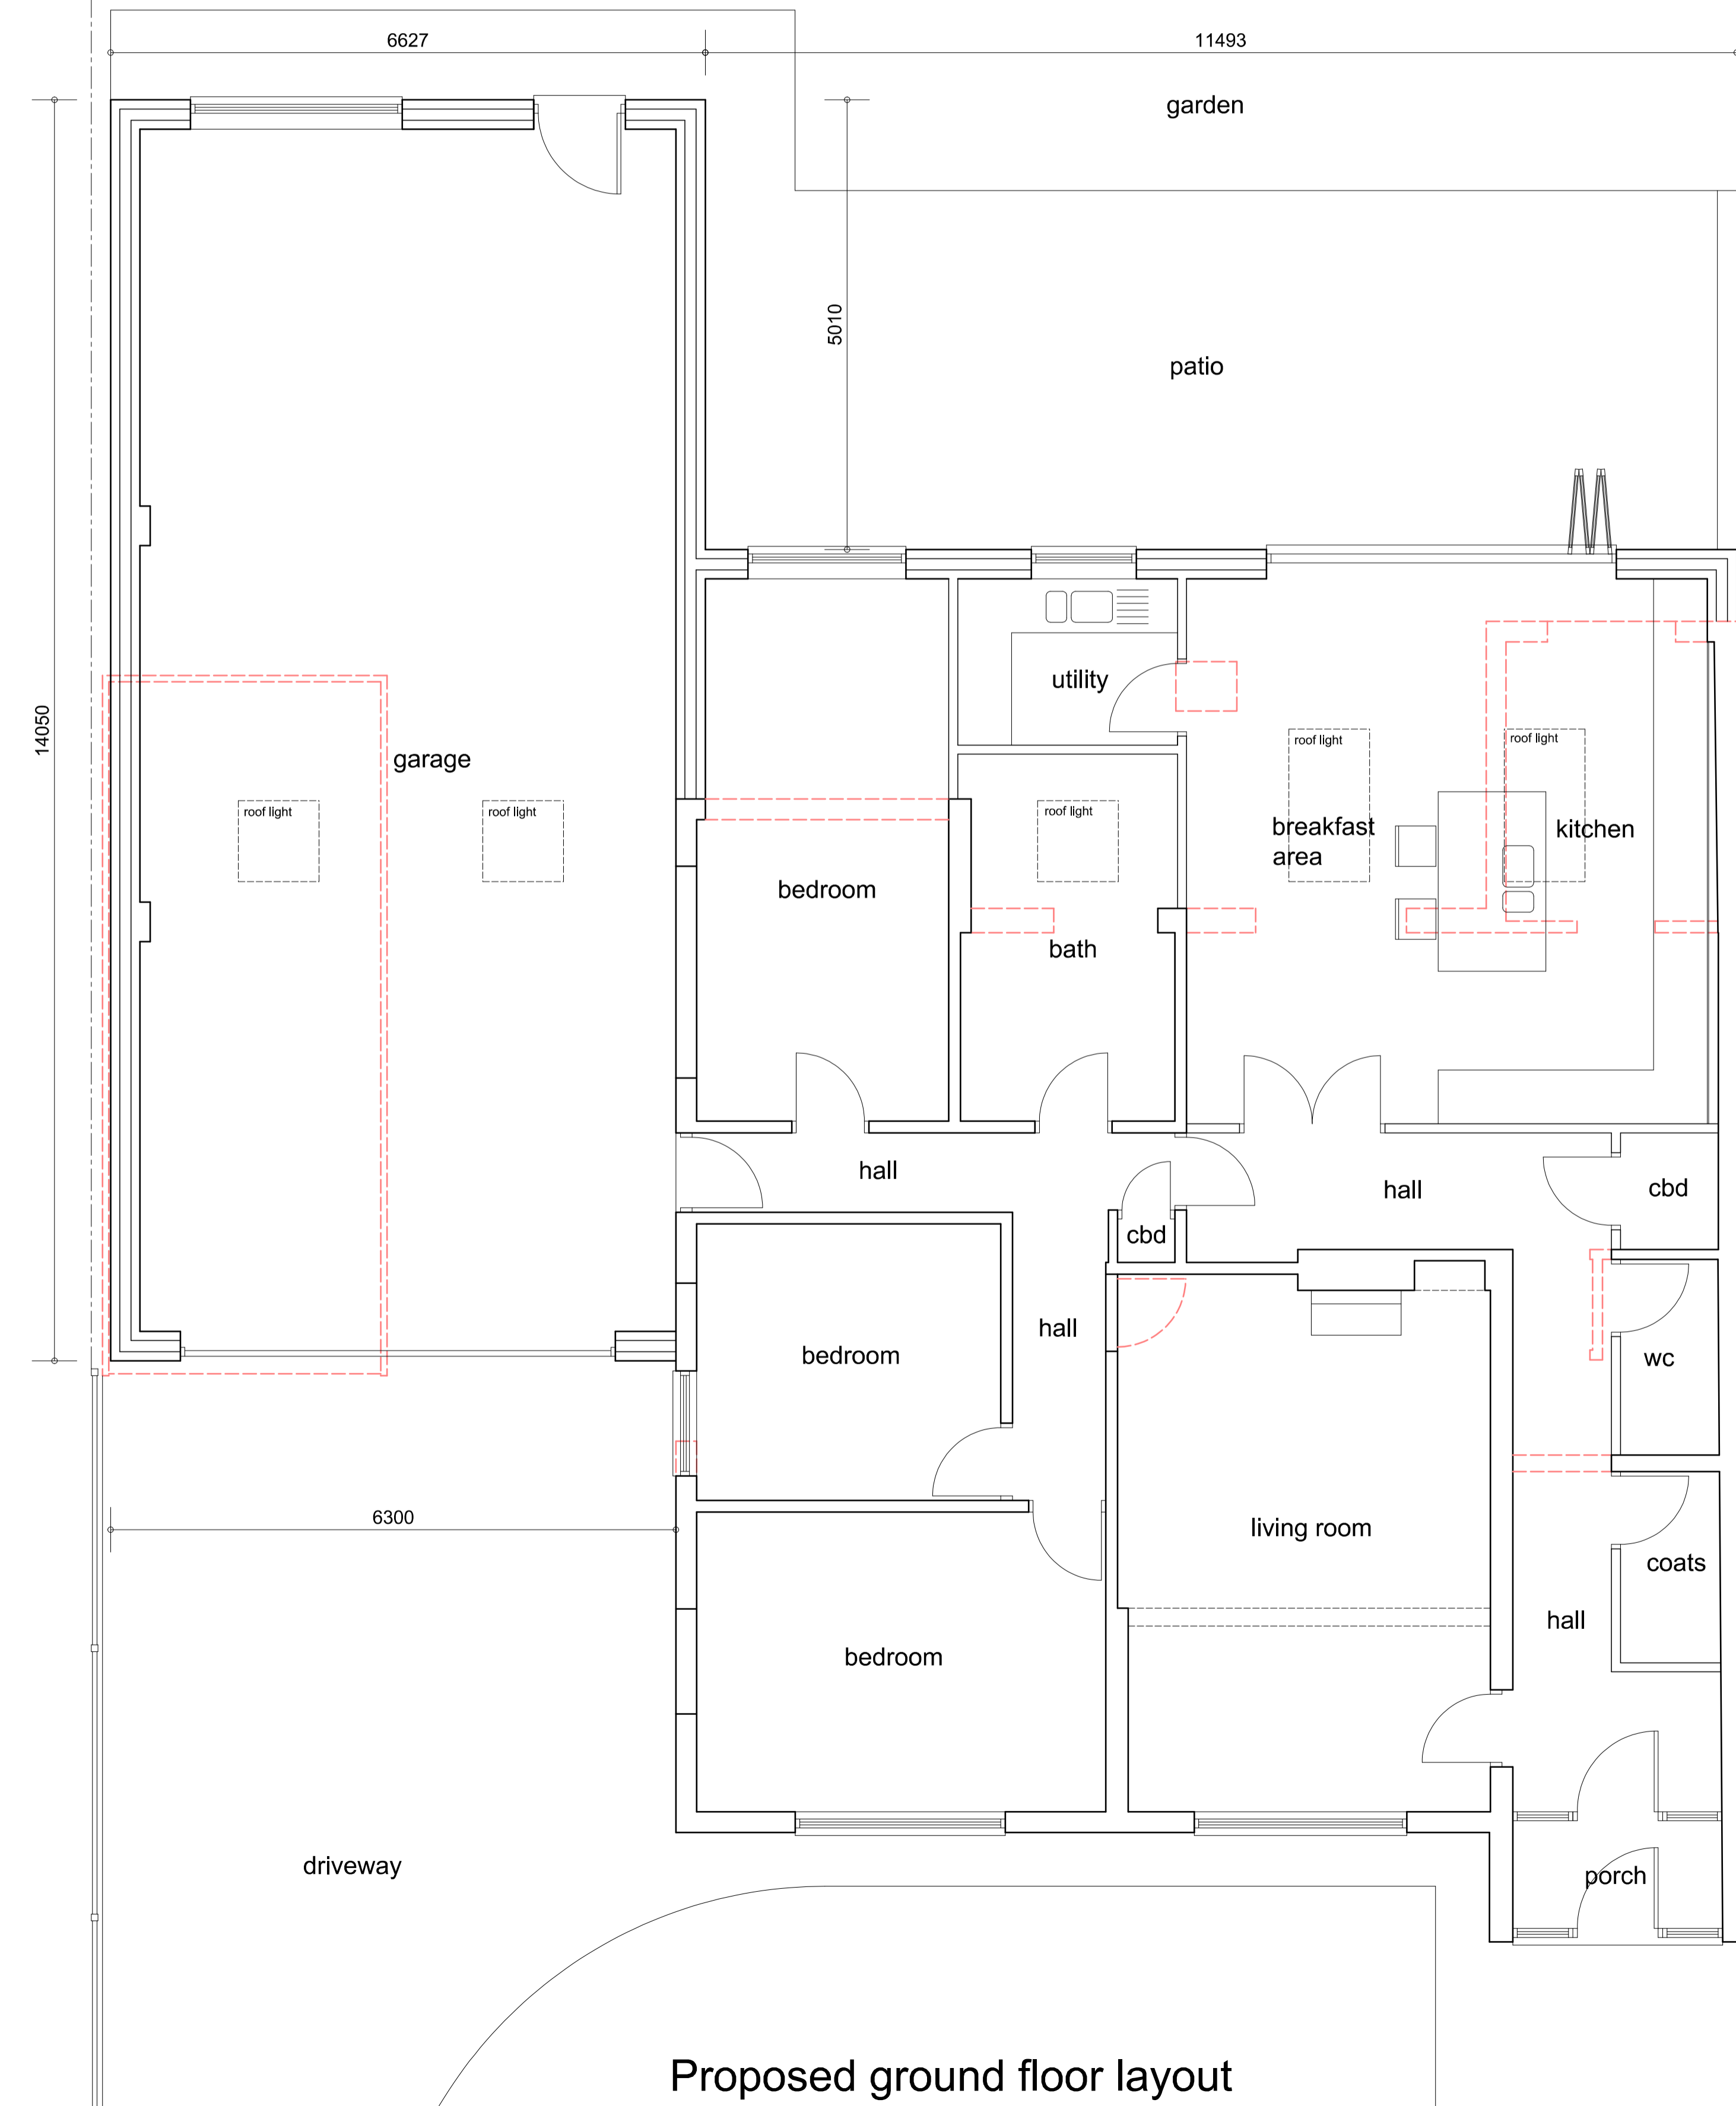 6627
11493
garden
5010
patio
utility
14050
garage
roof light
roof light
roof light
roof light
roof light
breakfast
area
kitchen
bedroom
bath
hall
hall
cbd
cbd
hall
bedroom
wc
6300
living room
coats
hall
bedroom
driveway
porch
Proposed ground floor layout